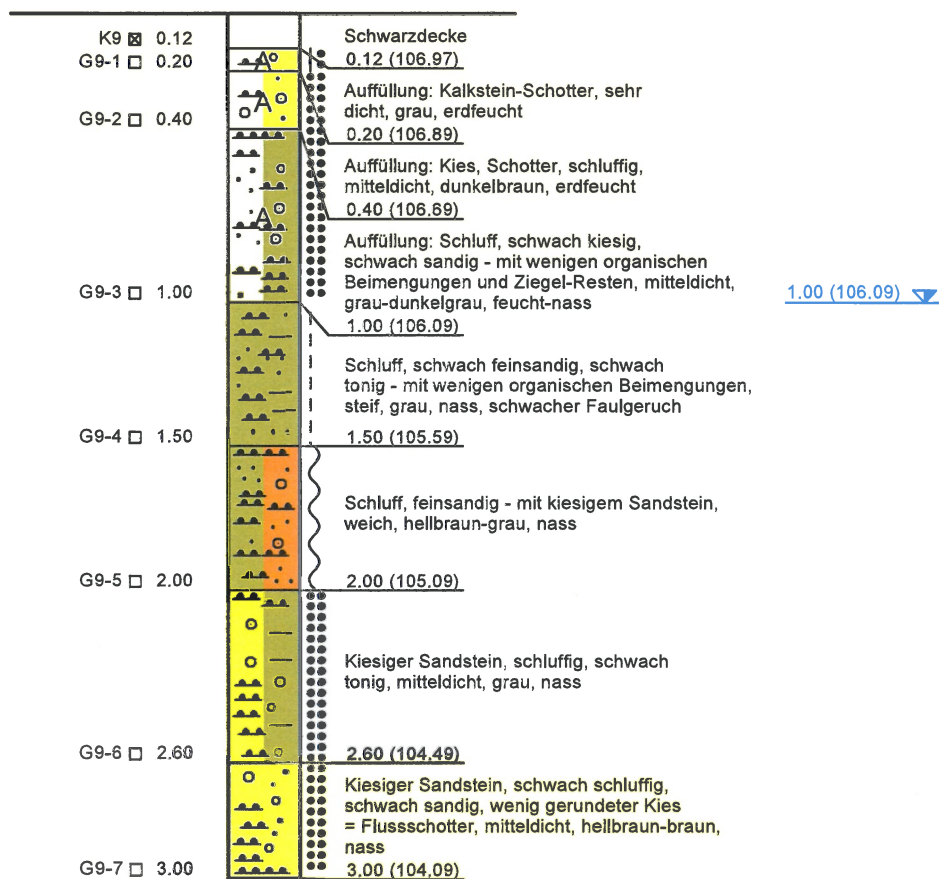 K9 0.12
Schwarzdecke
G9-1 0.20
A
0.12 (106.97)
Auffüllung: Kalkstein-Schotter, sehr
dicht, grau, erdfeucht
A
G9-2 0.40
0.20 (106.89)
Auffüllung: Kies, Schotter, schluffig,
mitteldicht, dunkelbraun, erdfeucht
0.40 (106.69)
A
Auffüllung: Schluff, schwach kiesig,
schwach sandig - mit wenigen organischen
Beimengungen und Ziegel-Resten, mitteldicht,
grau-dunkelgrau, feucht-nass
G9-3 1.00
1.00 (106.09)
1.00 (106.09)
Schluff, schwach feinsandig, schwach
tonig - mit wenigen organischen Beimengungen,
steif, grau, nass, schwacher Faulgeruch
G9-4 1.50
1.50 (105.59)
Schluff, feinsandig - mit kiesigem Sandstein,
weich, hellbraun-grau, nass
G9-5 2.00
2.00 (105.09)
Kiesiger Sandstein, schluffig, schwach
tonig, mitteldicht, grau, nass
G9-6 2.60
2.60 (104.49)
Kiesiger Sandstein, schwach schluffig,
schwach sandig, wenig gerundeter Kies
= Flussschotter, mitteldicht, hellbraun-braun,
nass
G9-7 3.00
3.00 (104.09)